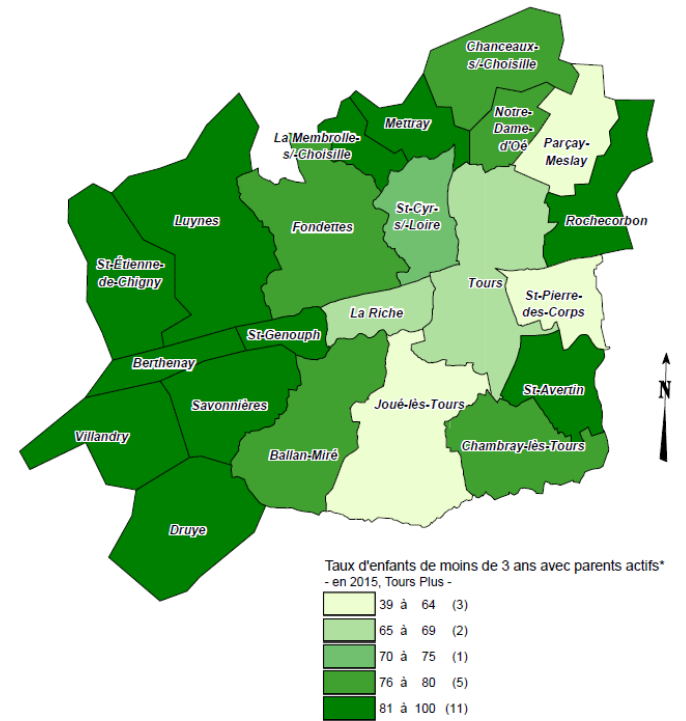 Chanceaux-
s/-Choisille
Mettray
Notre-
Dame-
d'Oé
La Membrolle-
s/-Choisille
Parçay-
Meslay
Luynes
St-Cyr-
s/-Loire
Rochecorbon
Fondettes
St-Étienne-
de-Chigny
Tours
St-Pierre-
des-Corps
La Riche
St-Genouph
Berthenay
St-Avertin
N
Savonnières
Joué-lès-Tours
Villandry
Chambray-lès-Tours
Ballan-Miré
Druye
Taux d'enfants de moins de 3 ans avec parents actifs*
- en 2015, Tours Plus -
39 à 64 (3)
65 à 69 (2)
70 à 75 (1)
76 à 80 (5)
81 à 100 (11)